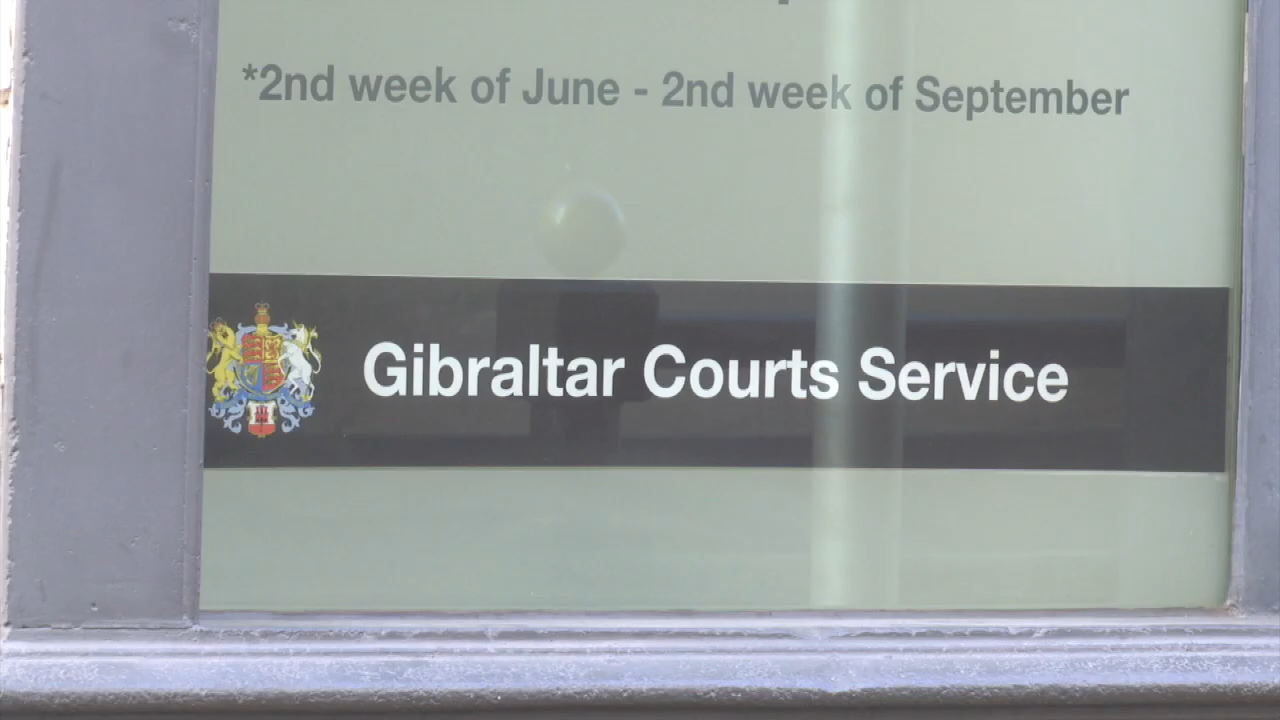 *2nd week of June - 2nd week of September
Gibraltar Courts Service